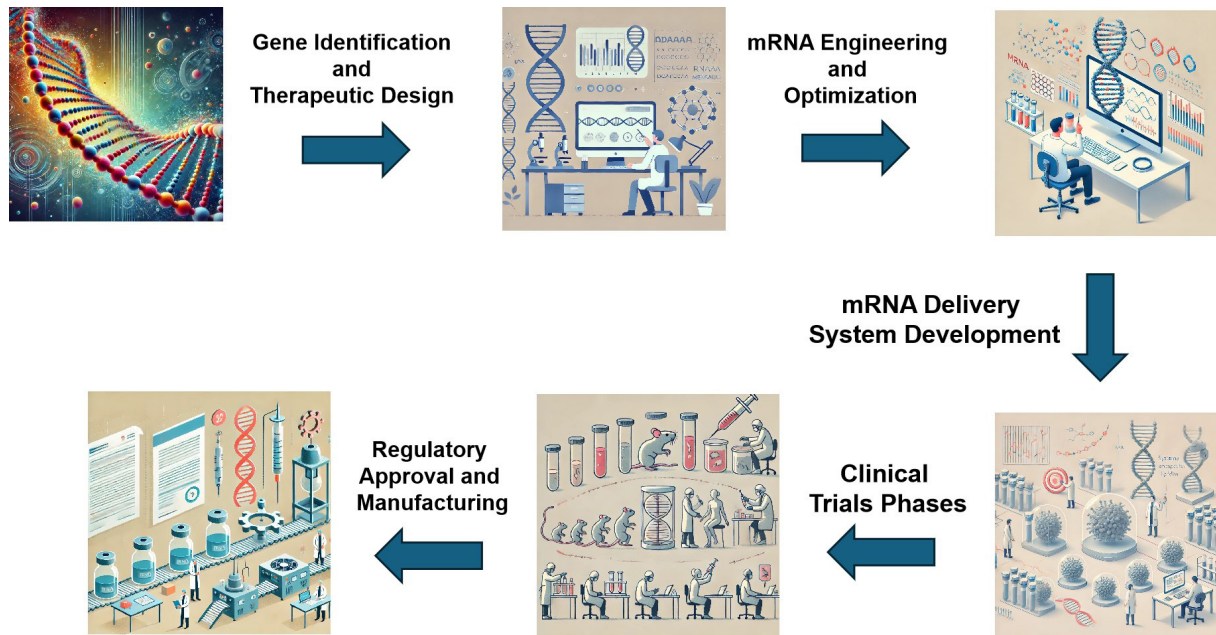 Gene Identification
and
Therapeutic Design
mRNA Engineering
and
Optimization
MRNA
mRNA Delivery
System Development
Clinical
Trials Phases
Regulatory
Approval and
Manufacturing